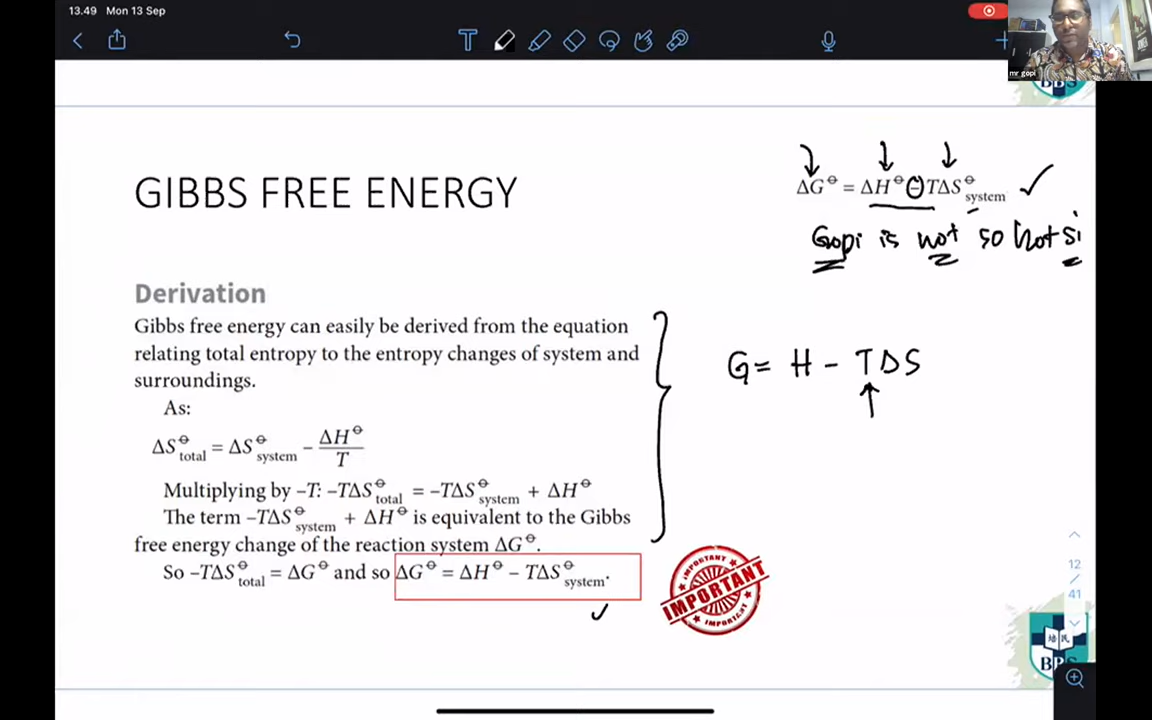 13.49 Mon 13 Sep
mr gopi
GIBBS FREE ENERGY
ΔG⦵ = ΔH⦵ − TΔS⦵system
Gopi is not so hot si
Derivation
Gibbs free energy can easily be derived from the equation
relating total entropy to the entropy changes of system and
surroundings.
As:
ΔS⦵total = ΔS⦵system − ΔH⦵/T
Multiplying by –T: –TΔS⦵total = –TΔS⦵system + ΔH⦵
The term –TΔS⦵system + ΔH⦵ is equivalent to the Gibbs
free energy change of the reaction system ΔG⦵.
So –TΔS⦵total = ΔG⦵ and so ΔG⦵ = ΔH⦵ – TΔS⦵system.
G = H - TΔS
IMPORTANT
IMPORTANT
IMPORTANT
12
/
41